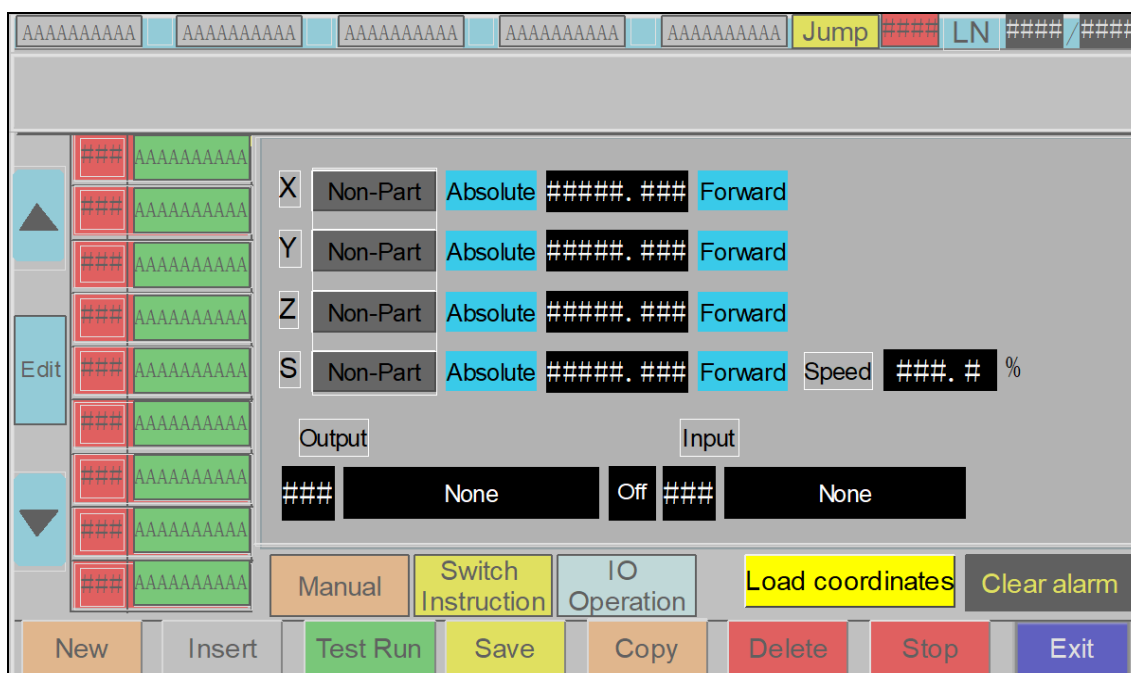 AAAAAAAAAA AAAAAAAAAA AAAAAAAAAA AAAAAAAAAA AAAAAAAAAA Jump #### LN ####/####
### AAAAAAAAAA
### AAAAAAAAAA
### AAAAAAAAAA
### AAAAAAAAAA
### AAAAAAAAAA
### AAAAAAAAAA
### AAAAAAAAAA
### AAAAAAAAAA
### AAAAAAAAAA
Edit
X Non-Part Absolute #####.### Forward
Y Non-Part Absolute #####.### Forward
Z Non-Part Absolute #####.### Forward
S Non-Part Absolute #####.### Forward Speed ###.# %
Output Input
### None Off ### None
Manual Switch Instruction IO Operation Load coordinates Clear alarm
New Insert Test Run Save Copy Delete Stop Exit